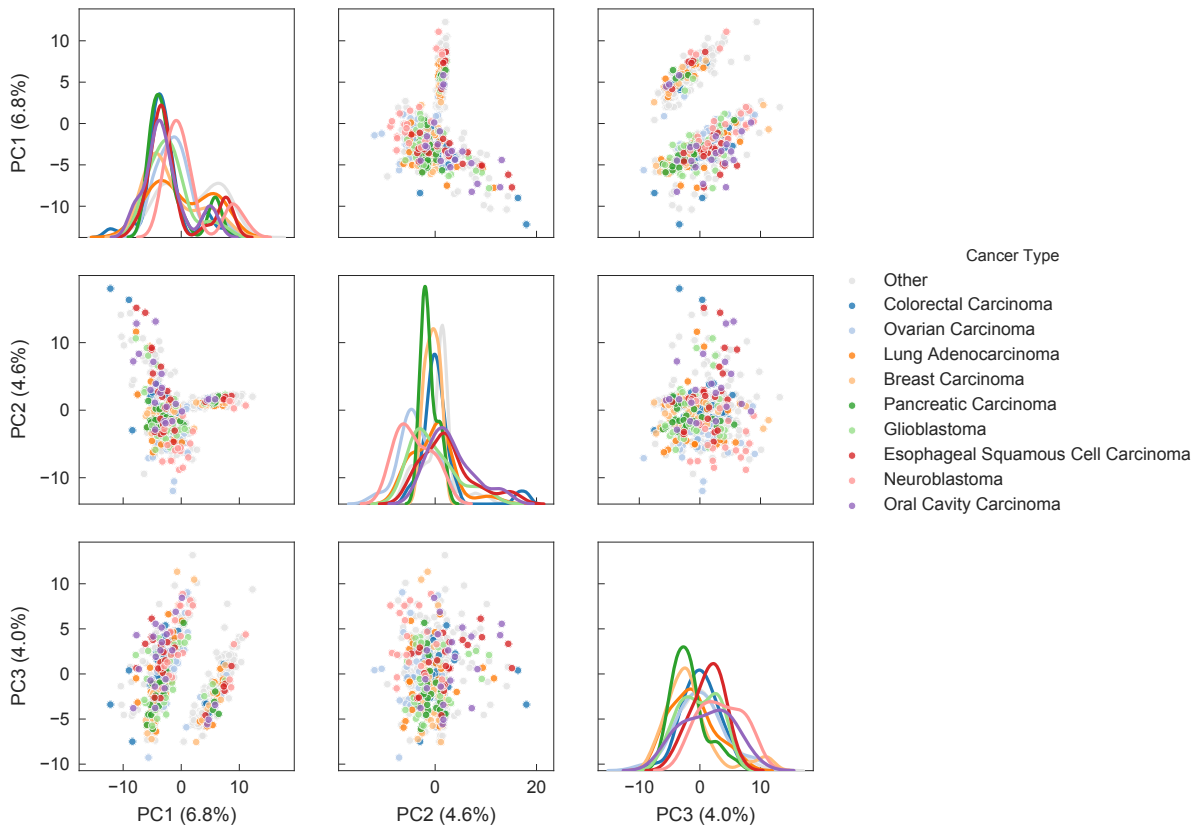 PC1 (6.8%)
10
5
0
−5
−10
PC2 (4.6%)
10
0
−10
PC3 (4.0%)
10
5
0
−5
−10
−10
0
10
PC1 (6.8%)
0
20
PC2 (4.6%)
−10
0
10
PC3 (4.0%)
Cancer Type
Other
Colorectal Carcinoma
Ovarian Carcinoma
Lung Adenocarcinoma
Breast Carcinoma
Pancreatic Carcinoma
Glioblastoma
Esophageal Squamous Cell Carcinoma
Neuroblastoma
Oral Cavity Carcinoma